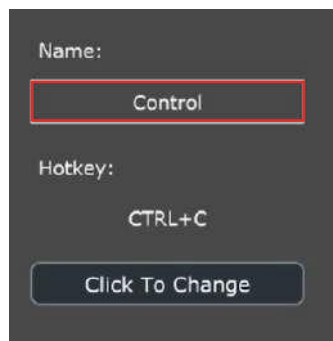 Name:
Control
Hotkey:
CTRL+C
Click To Change